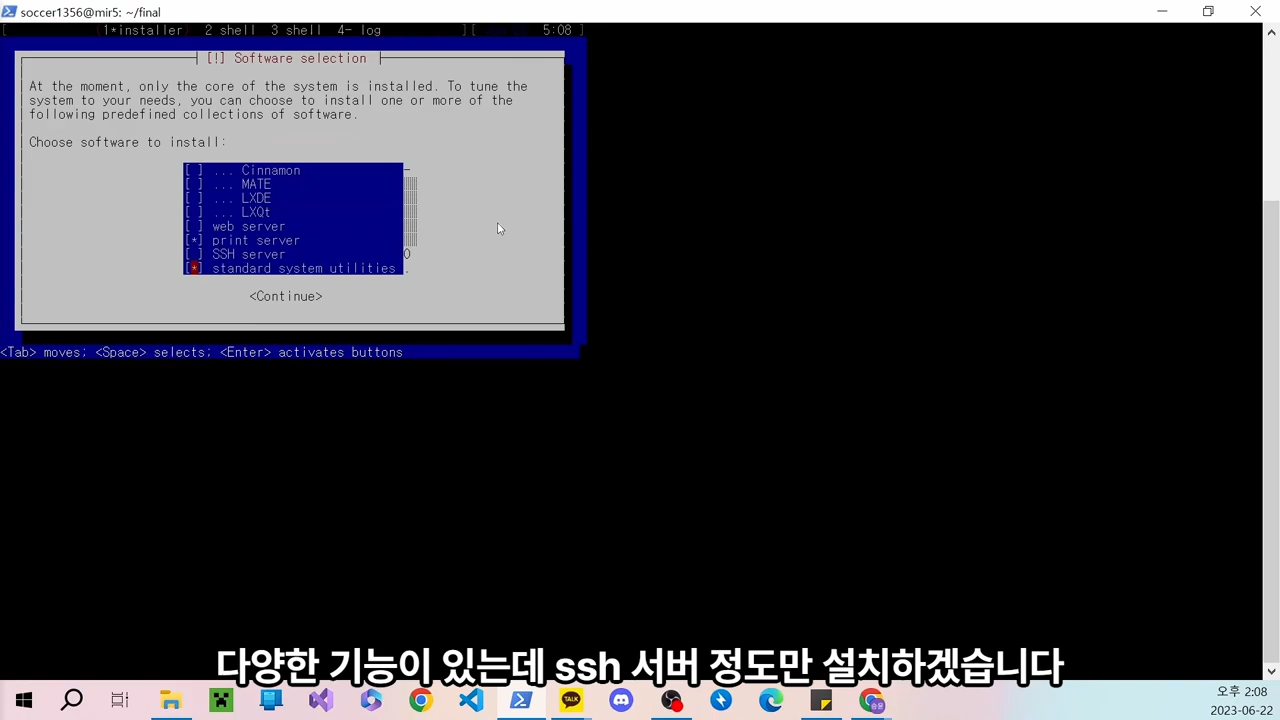 soccer1356@mir5: ~/final
[ (1*installer 2 shell 3 shell 4- log ][ 5:08 ]
[!] Software selection
At the moment, only the core of the system is installed. To tune the
system to your needs, you can choose to install one or more of the
following predefined collections of software.
Choose software to install:
[ ] ... Cinnamon
[ ] ... MATE
[ ] ... LXDE
[ ] ... LXQt
[ ] web server
[*] print server
[ ] SSH server 0
[*] standard system utilities .
<Continue>
<Tab> moves; <Space> selects; <Enter> activates buttons
다양한 기능이 있는데 ssh 서버 정도만 설치하겠습니다
TALK
승윤
오후 2:08
2023-06-22